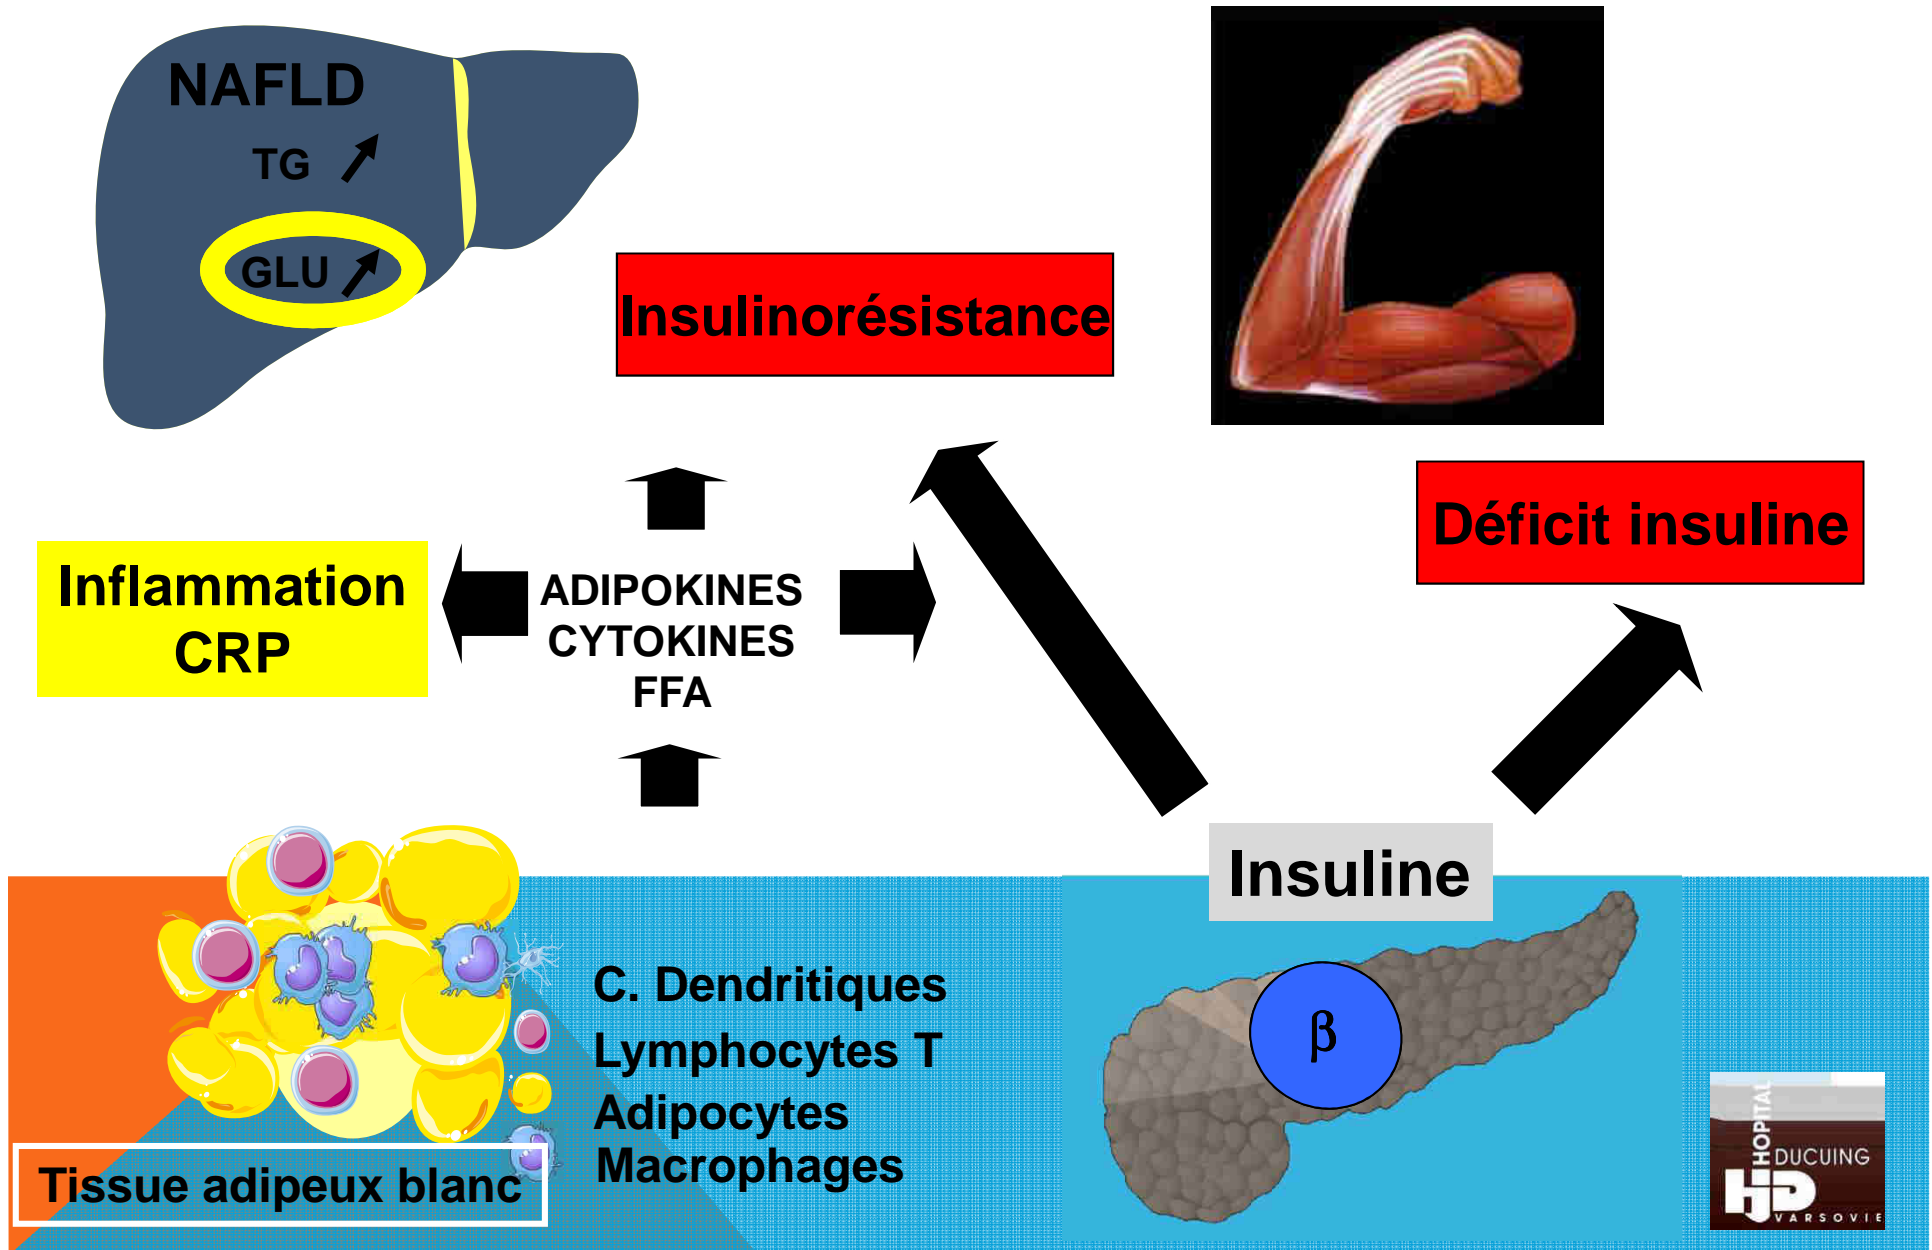 NAFLD
TG
GLU
Insulinorésistance
Déficit insuline
Inflammation
CRP
ADIPOKINES
CYTOKINES
FFA
Insuline
β
C. Dendritiques
Lymphocytes T
Adipocytes
Macrophages
Tissue adipeux blanc
HOPITAL
DUCUING
HJD
VARSOVIE